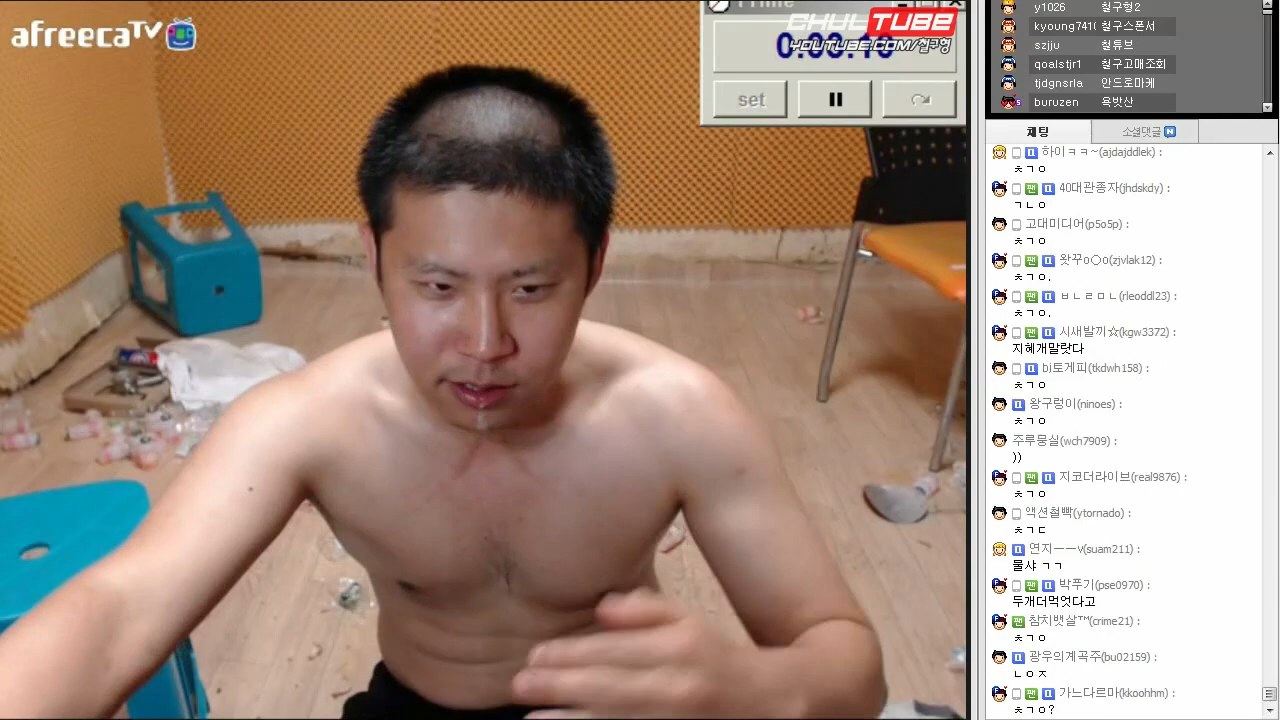 afreecaTV
CHULTUBE
YOUTUBE.COM/철구형
set
y1026 철구형2
kyoung7411 철구스폰서
szjju 철튜브
goalstjr1 철구고매조회
tjdgnsrla 안드로마케
buruzen 욕밧산
채팅 소셜댓글 N
하이ㅋㅋ~(ajdajddlek) :
ㅊㄱㅇ
40대관종자(jhdskdy) :
ㄱㄴㅇ
고대미디어(p5o5p) :
ㅊㄱㅇ
왓꾸o○o(zjvlak12) :
ㅊㄱㅇ.
ㅂㄴㄹㅁㄴ(rleoddl23) :
ㅊㄱㅇ.
시새발끼☆(kgw3372) :
지혜개말랏다
bj토게피(tkdwh158) :
ㅊㄱㅇ
왕구렁이(ninoes) :
ㅊㄱㅇ
주루뭉실(wch7909) :
))
지코더라이브(real9876) :
ㅊㄱㅇ
액션철빡(ytornado) :
ㅊㄱㄷ
연지ㅡㅡv(suam211) :
물샤 ㄱㄱ
박푸기(pse0970) :
두개더먹엇다고
참치뱃살™(crime21) :
ㅊㄱㅇ
광우의계곡주(bu02159) :
ㄴㅇㅈ
가느다르마(kkoohhm) :
ㅊㄱㅇ?